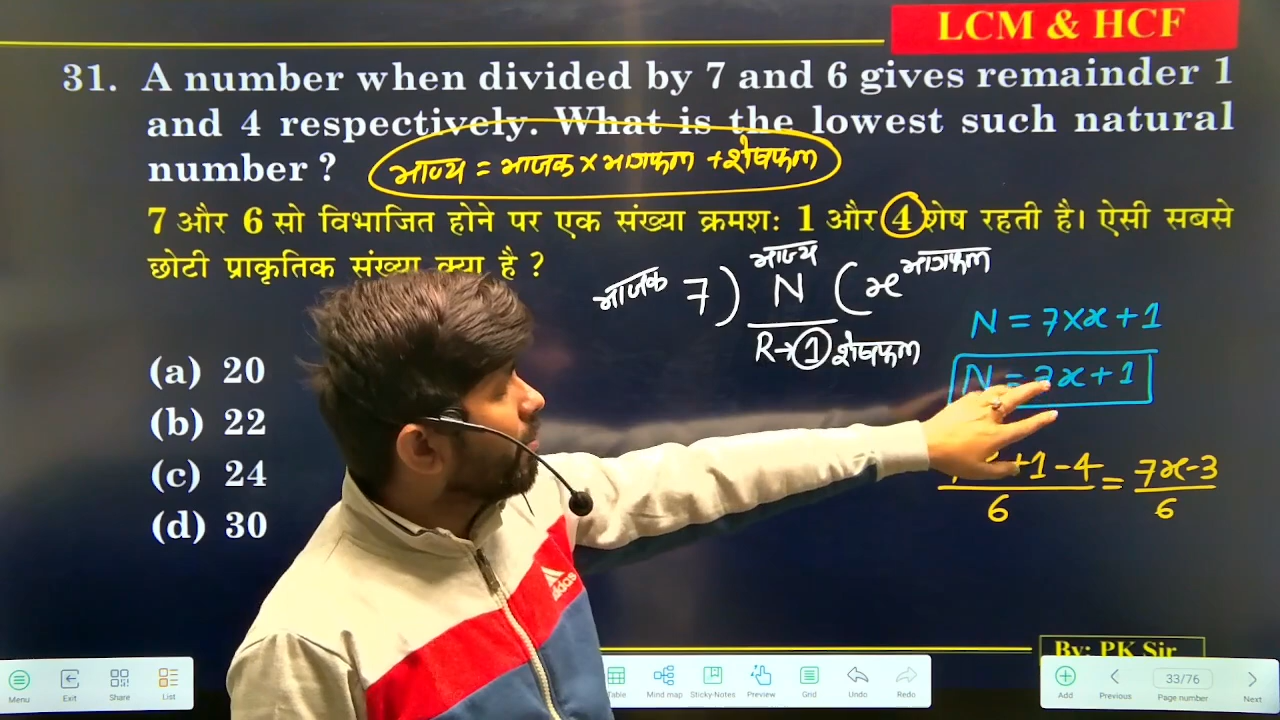 LCM & HCF
31. A number when divided by 7 and 6 gives remainder 1
and 4 respectively. What is the lowest such natural
number ?
भाज्य = भाजक × भागफल + शेषफल
7 और 6 सो विभाजित होने पर एक संख्या क्रमशः 1 और 4 शेष रहती है। ऐसी सबसे
छोटी प्राकृतिक संख्या क्या है ?
भाज्य
भाजक 7 ) N ( x भागफल
R→ 1 शेषफल
N = 7×x + 1
N = 7x + 1
+1 - 4 = 7x - 3
6 6
(a) 20
(b) 22
(c) 24
(d) 30
adidas
By: PK Sir
Menu Exit Share List Table Mind map Sticky-Notes Preview Grid Undo Redo Add Previous 33/76 Page number Next